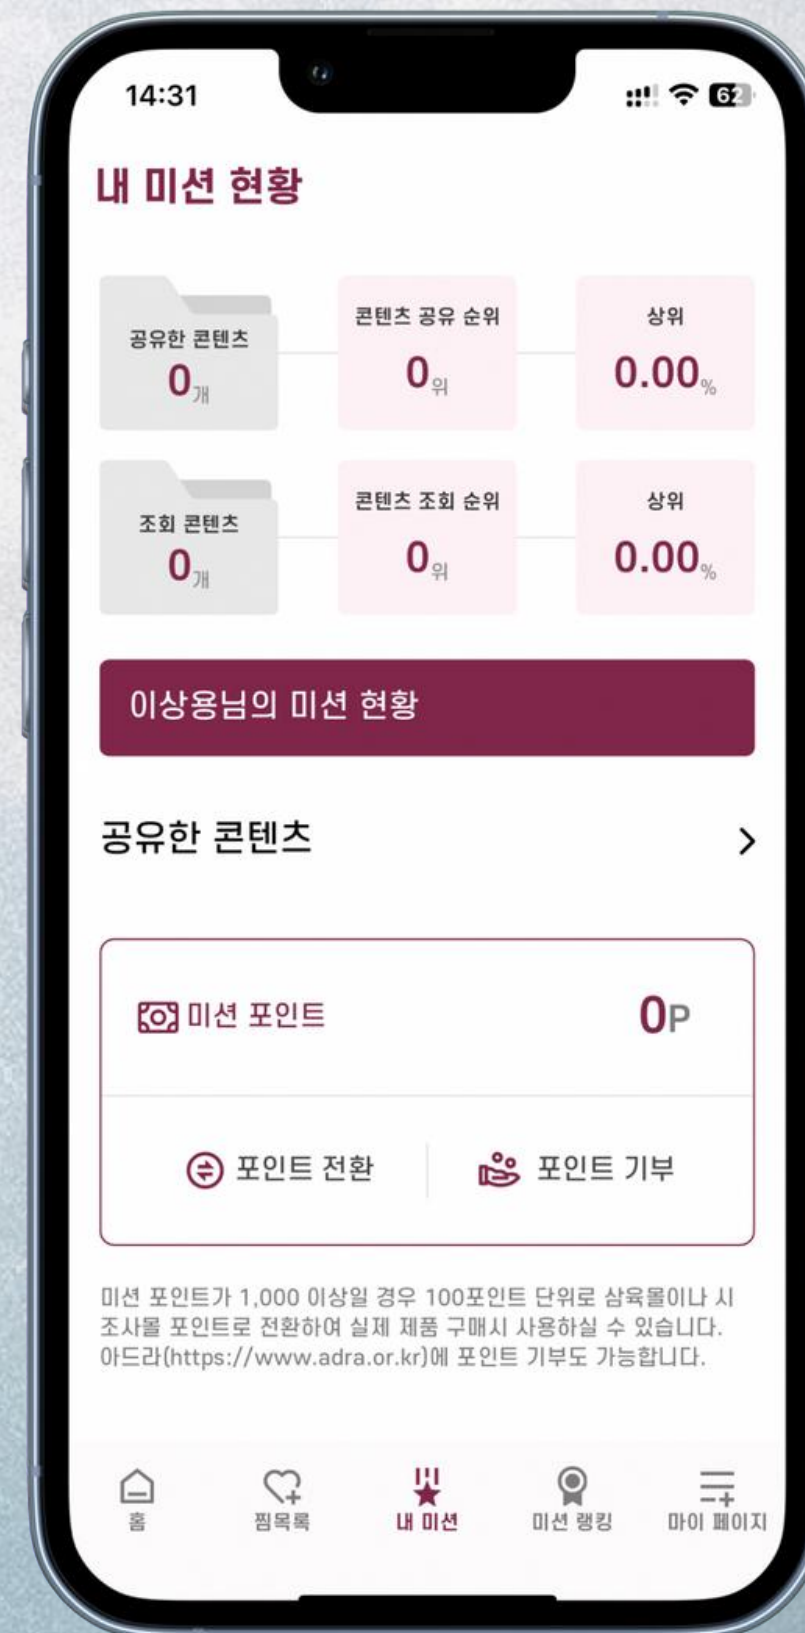 14:31
62
내 미션 현황
공유한 콘텐츠
0개
콘텐츠 공유 순위
0위
상위
0.00%
조회 콘텐츠
0개
콘텐츠 조회 순위
0위
상위
0.00%
이상용님의 미션 현황
공유한 콘텐츠
미션 포인트
0P
포인트 전환
포인트 기부
미션 포인트가 1,000 이상일 경우 100포인트 단위로 삼육몰이나 시
조사몰 포인트로 전환하여 실제 제품 구매시 사용하실 수 있습니다.
아드라(https://www.adra.or.kr)에 포인트 기부도 가능합니다.
홈
찜목록
내 미션
미션 랭킹
마이 페이지